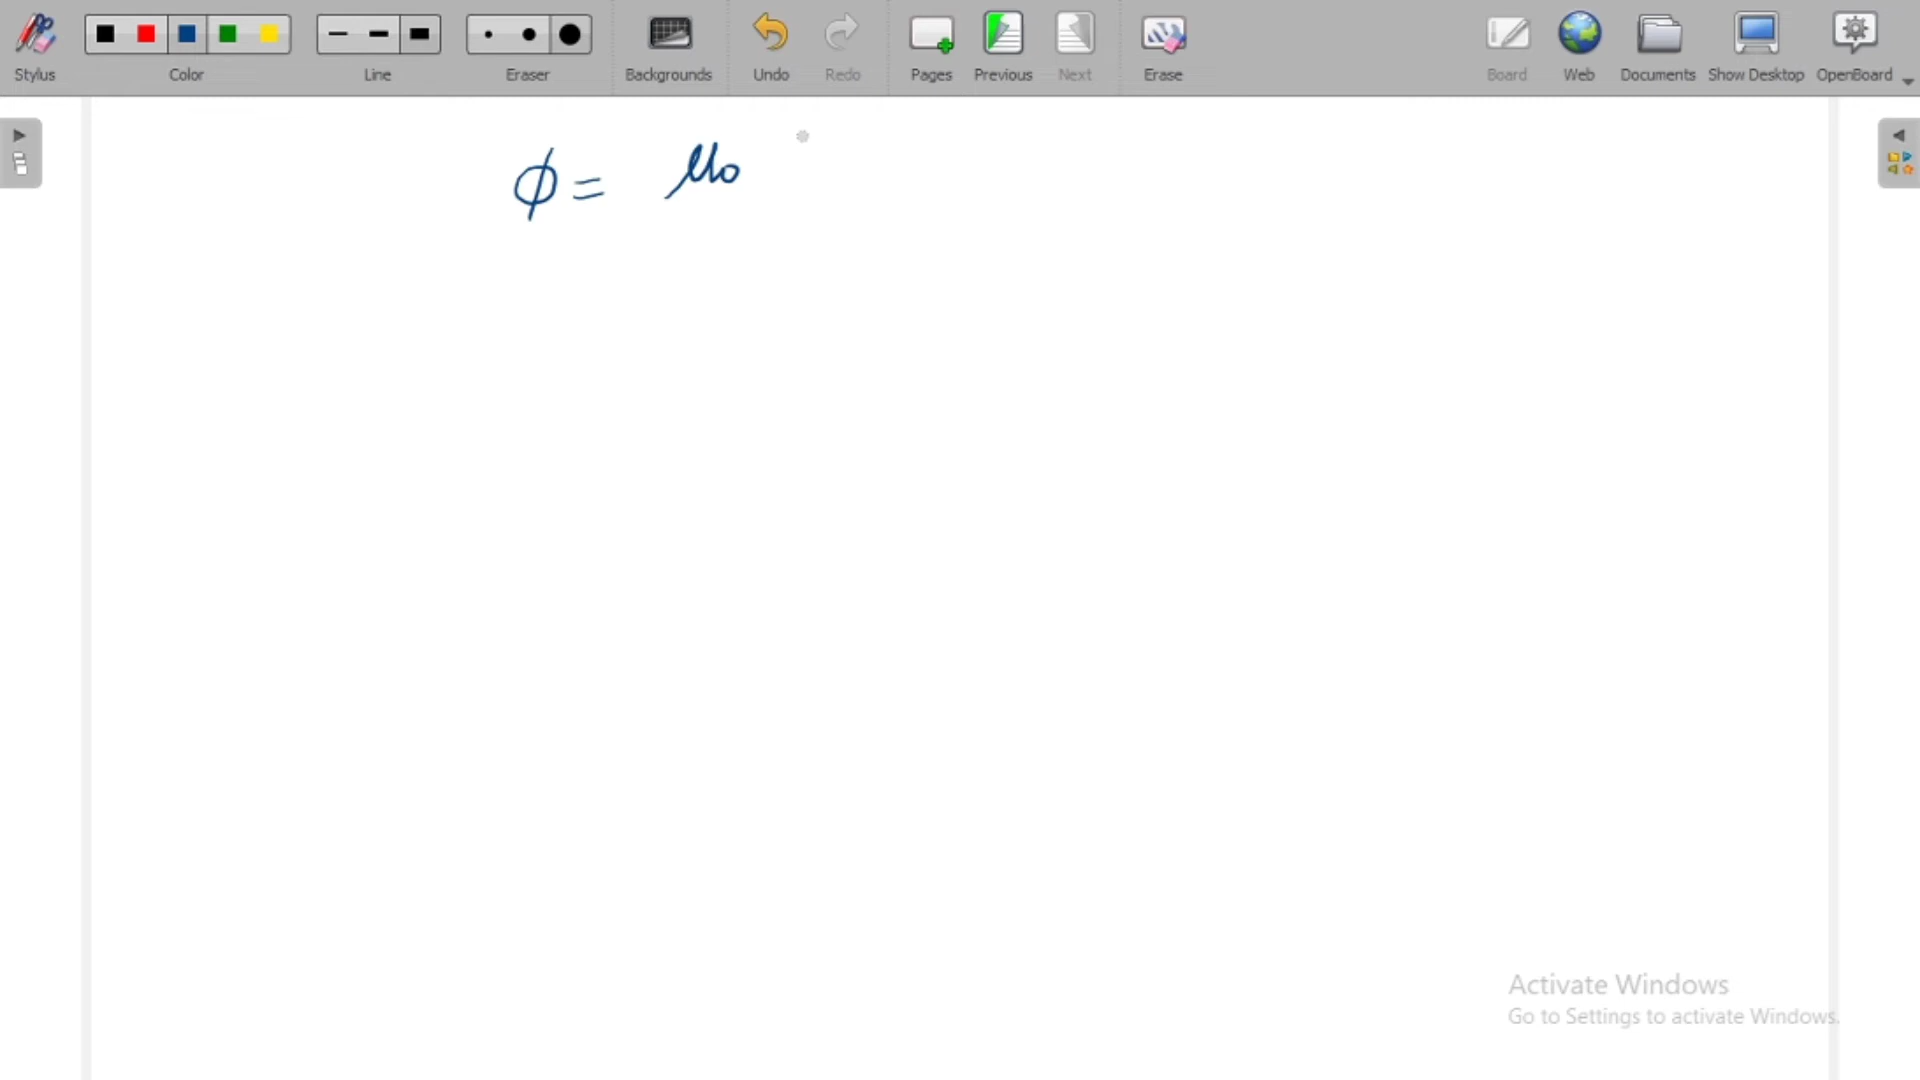 Stylus Color Line Eraser Backgrounds Undo Redo Pages Previous Next Erase Board Web Documents Show Desktop OpenBoard
ϕ = μ₀
Activate Windows
Go to Settings to activate Windows.